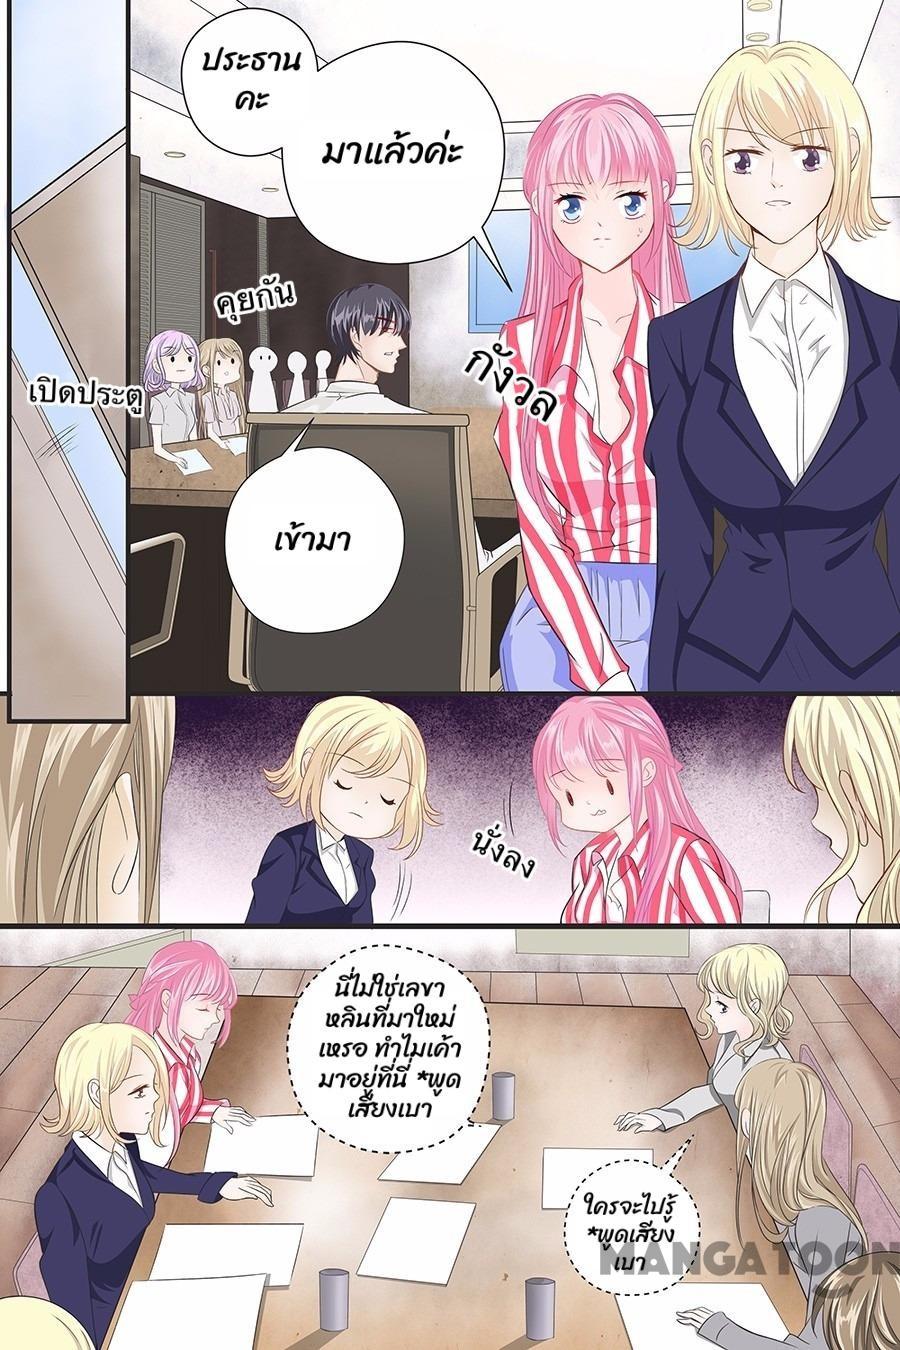 ประธาน
คะ
มาแล้วค่ะ
คุยกัน
เปิดประตู
กังวล
เข้ามา
นั่งลง
นี่ไม่ใช่เลขา
หลินที่มาใหม่
เหรอ ทำไมเค้า
มาอยู่ที่นี่ *พูด
เสียงเบา
ใครจะไปรู้
*พูดเสียง
เบา
MANGATOON